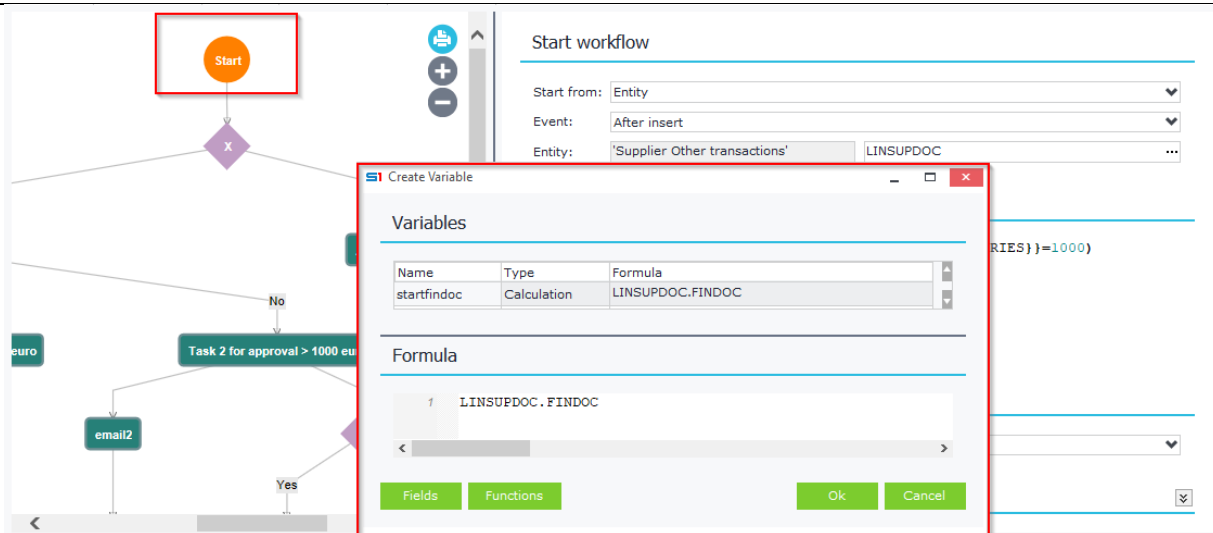 Start
X
No
euro
Task 2 for approval > 1000 eu
email2
Yes
Start workflow
Start from: Entity
Event: After insert
Entity: 'Supplier Other transactions' LINSUPDOC ...
RIES}}=1000)
S1 Create Variable
Variables
Name Type Formula
startfindoc Calculation LINSUPDOC.FINDOC
Formula
1 LINSUPDOC.FINDOC
Fields Functions Ok Cancel